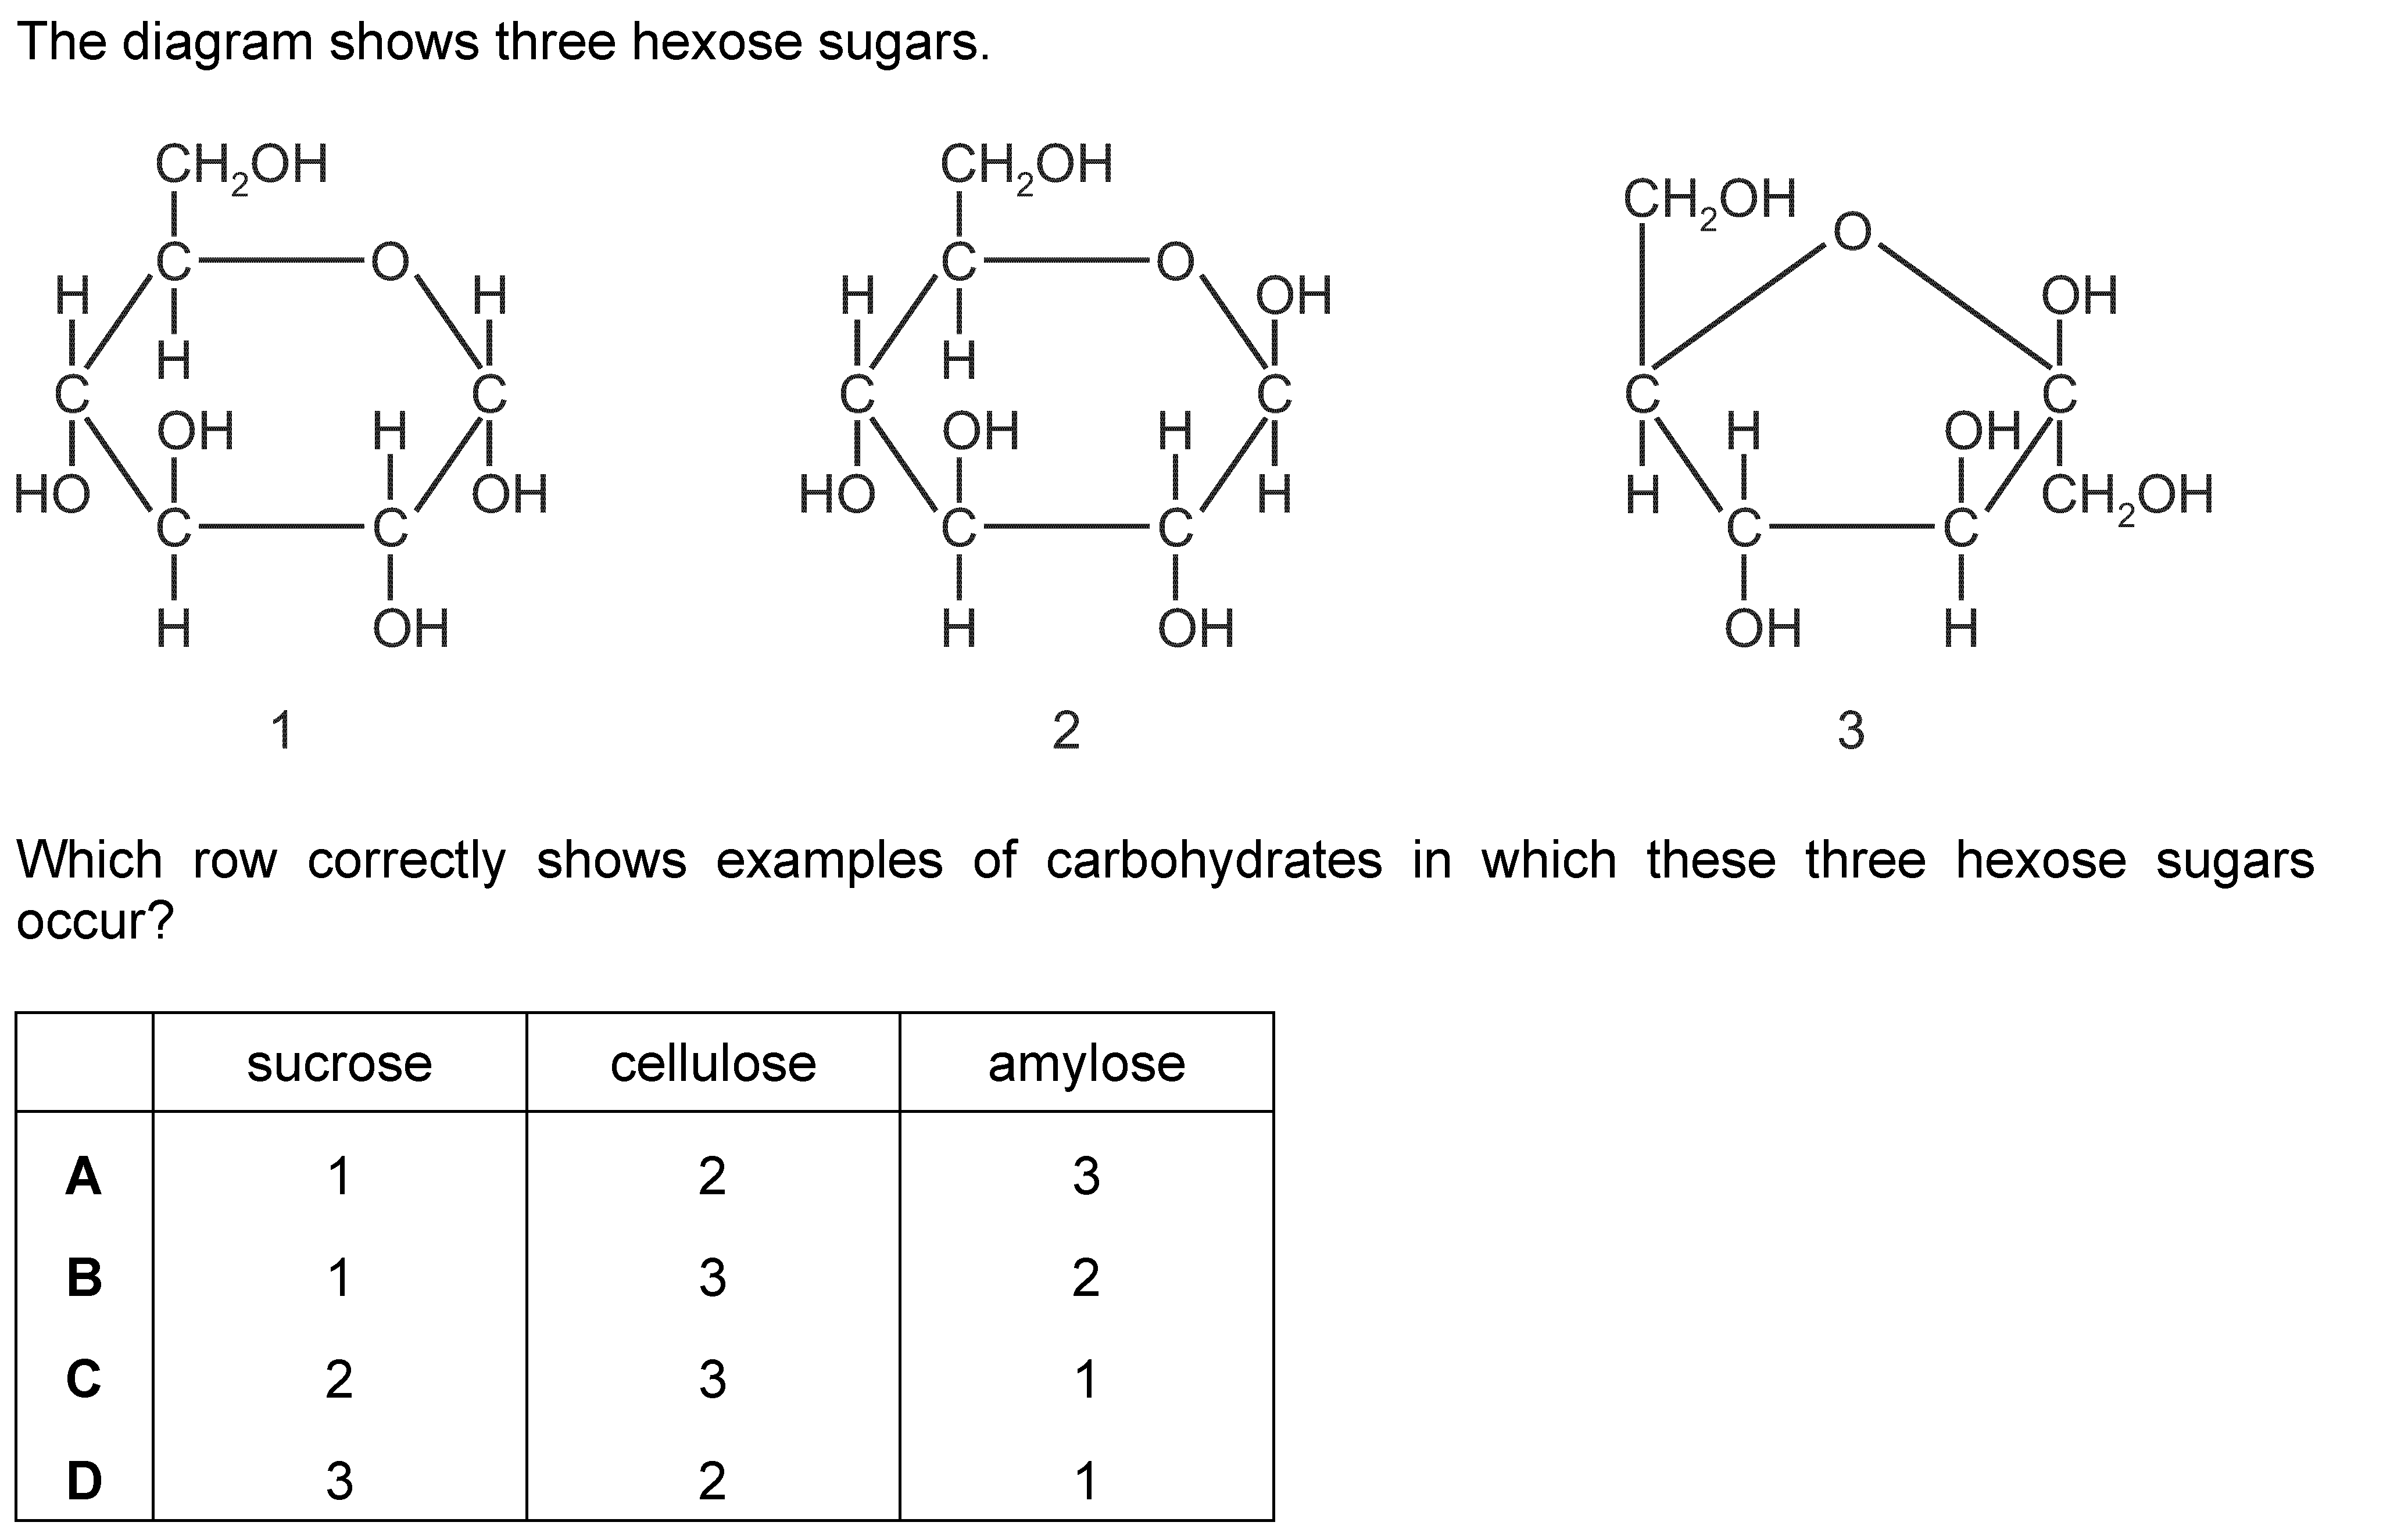 The diagram shows three hexose sugars.
CH2OH CH2OH CH2OH
C O C O O
H H H OH OH
H H
C C C C C C
OH H OH H H OH
HO OH HO H H CH2OH
C C C C C C
H OH H OH OH H
1 2 3
Which row correctly shows examples of carbohydrates in which these three hexose sugars
occur?
sucrose cellulose amylose
A 1 2 3
B 1 3 2
C 2 3 1
D 3 2 1